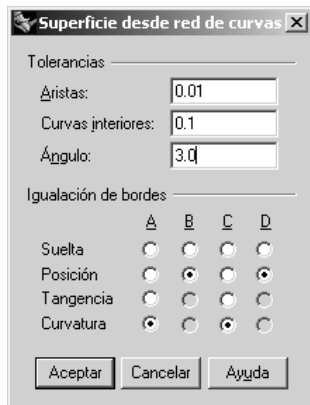 Superficie desde red de curvas
Tolerancias
Aristas: 0.01
Curvas interiores: 0.1
Ángulo: 3.0
Igualación de bordes
A B C D
Suelta
Posición
Tangencia
Curvatura
Aceptar Cancelar Ayuda